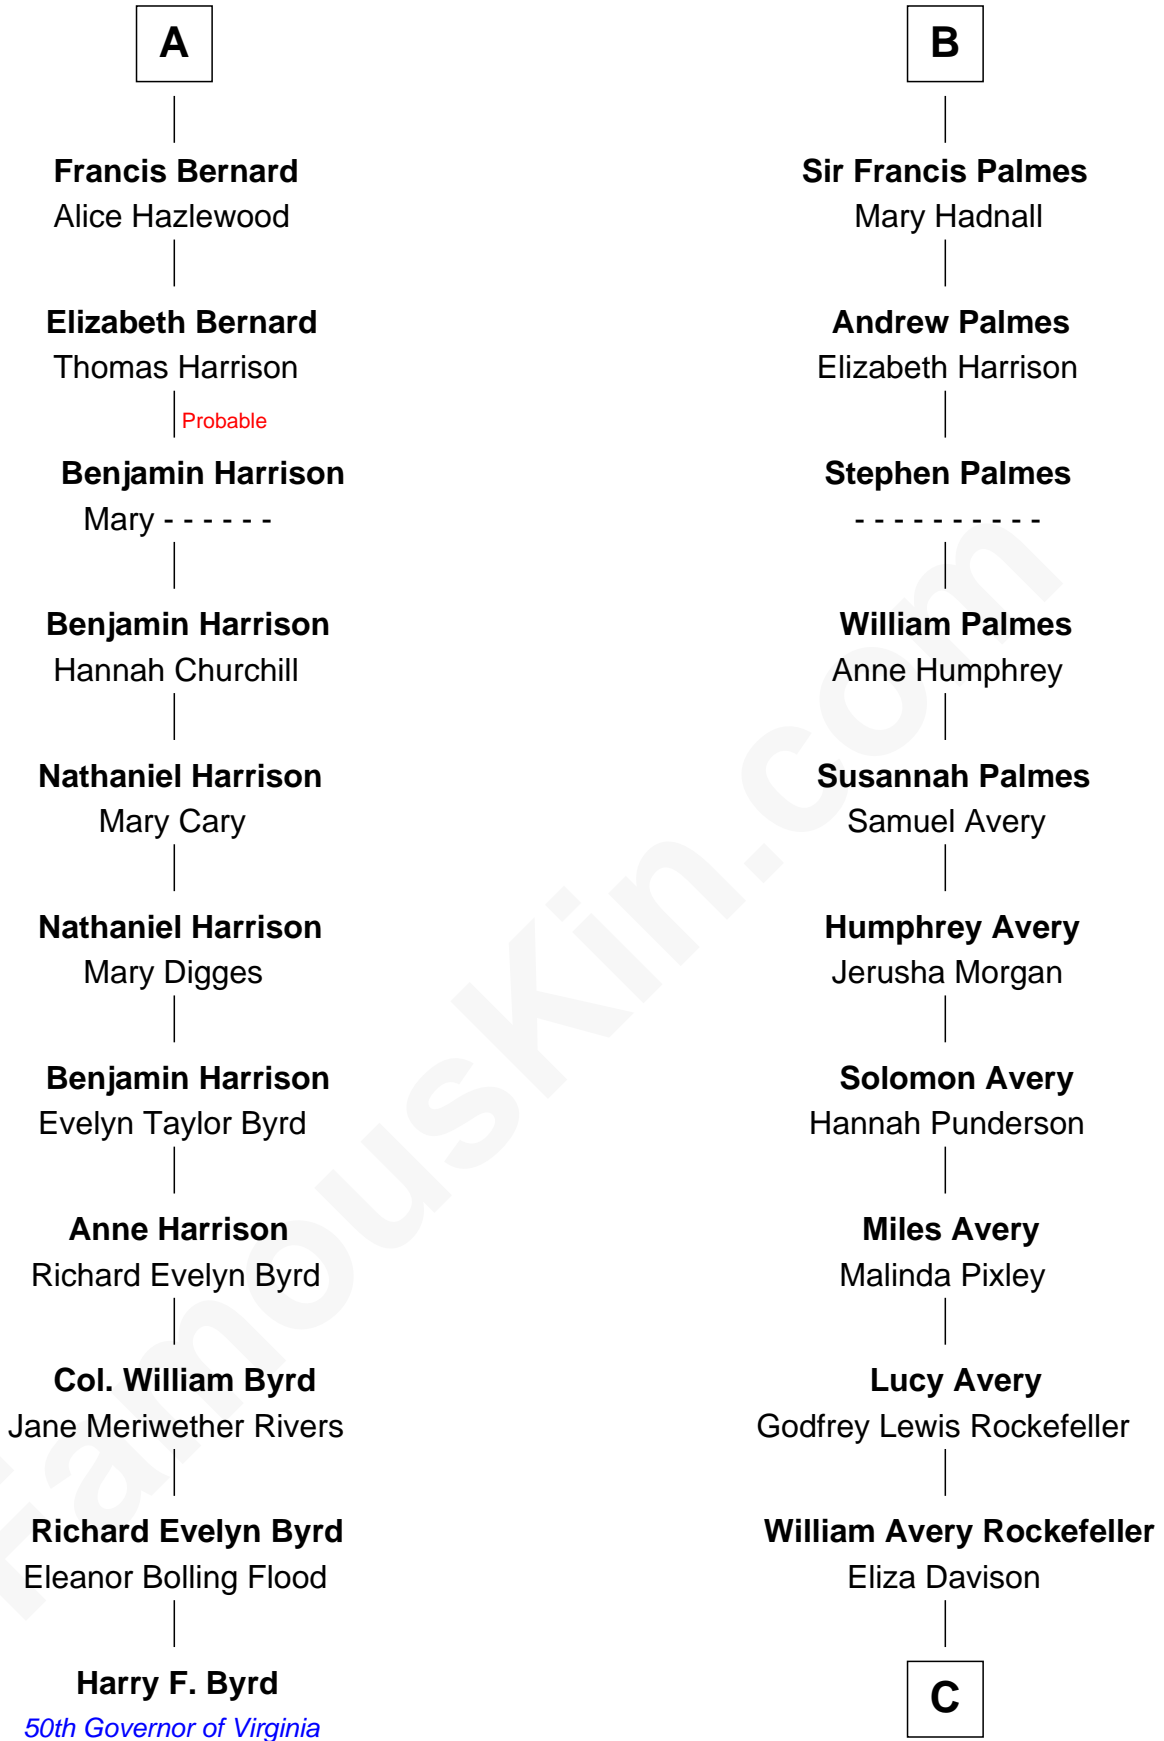 A
Francis Bernard
Alice Hazlewood
Elizabeth Bernard
Thomas Harrison
Probable
Benjamin Harrison
Mary - - - - - -
Benjamin Harrison
Hannah Churchill
Nathaniel Harrison
Mary Cary
Nathaniel Harrison
Mary Digges
Benjamin Harrison
Evelyn Taylor Byrd
Anne Harrison
Richard Evelyn Byrd
Col. William Byrd
Jane Meriwether Rivers
Richard Evelyn Byrd
Eleanor Bolling Flood
Harry F. Byrd
50th Governor of Virginia
B
Sir Francis Palmes
Mary Hadnall
Andrew Palmes
Elizabeth Harrison
Stephen Palmes
- - - - - - - - - -
William Palmes
Anne Humphrey
Susannah Palmes
Samuel Avery
Humphrey Avery
Jerusha Morgan
Solomon Avery
Hannah Punderson
Miles Avery
Malinda Pixley
Lucy Avery
Godfrey Lewis Rockefeller
William Avery Rockefeller
Eliza Davison
C
FamousKin.com